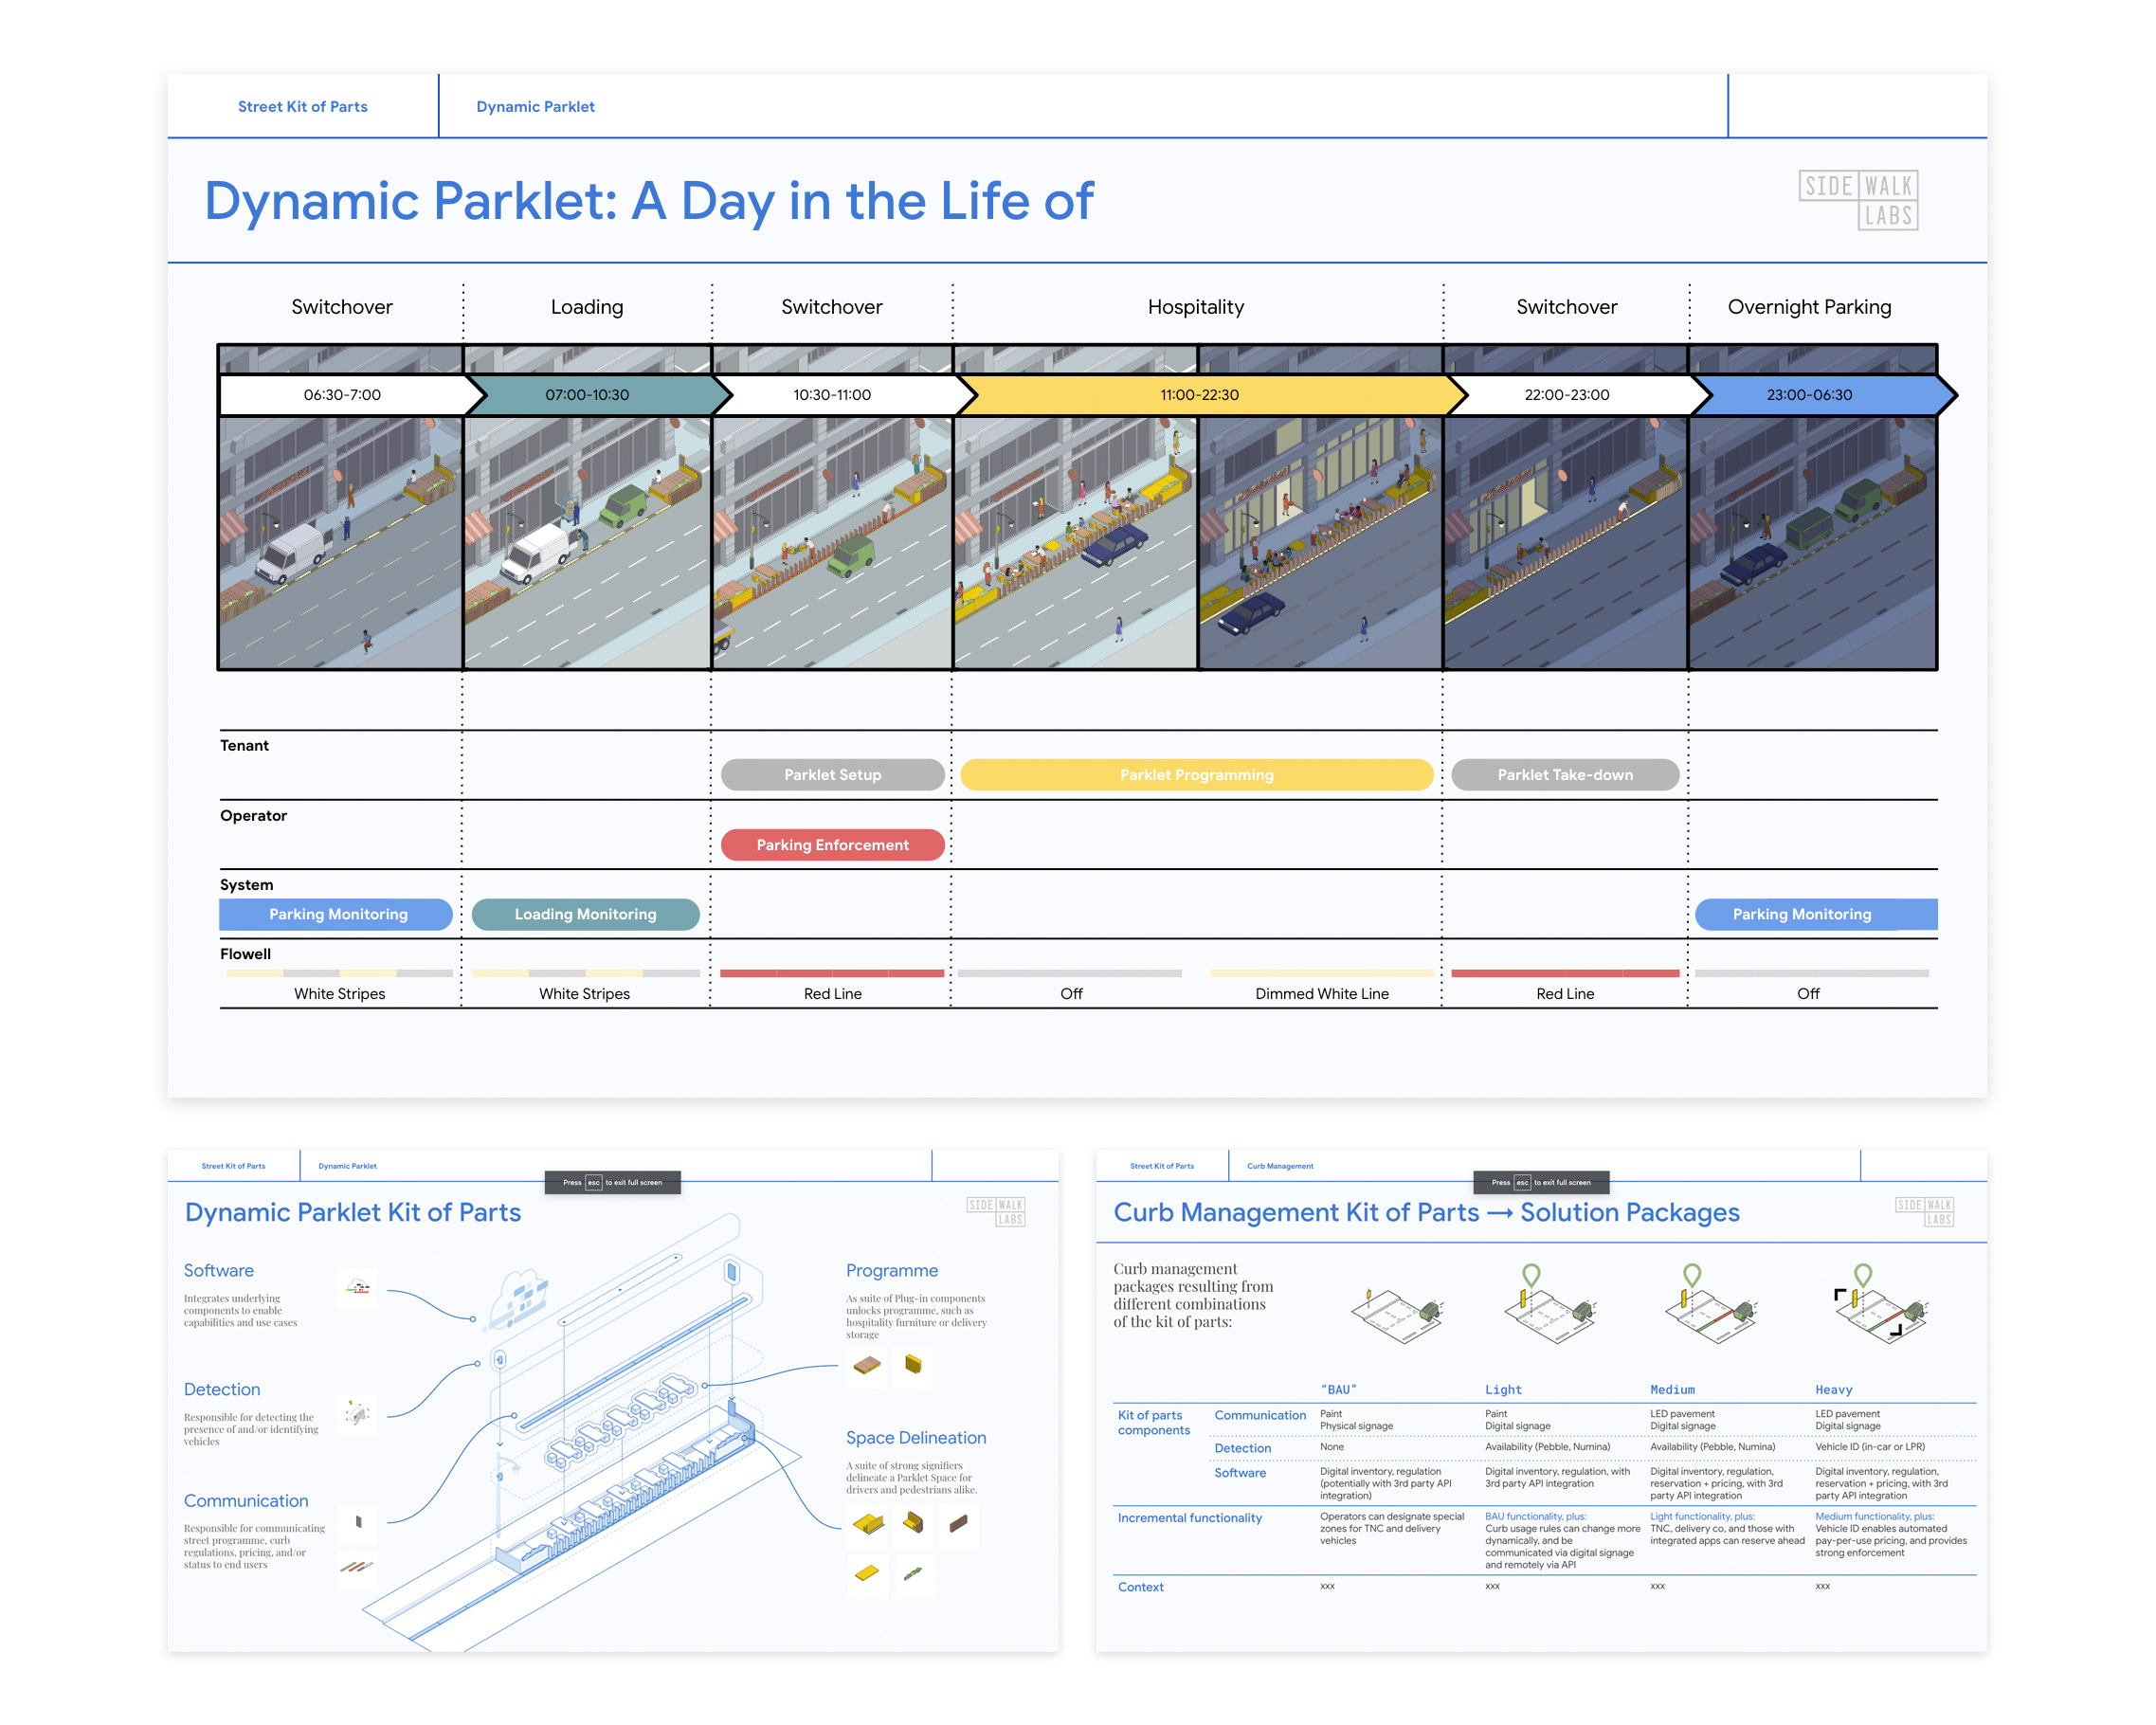 Street Kit of Parts
Dynamic Parklet
Dynamic Parklet: A Day in the Life of
SIDE WALK
LABS
Switchover
Loading
Switchover
Hospitality
Switchover
Overnight Parking
06:30-7:00
07:00-10:30
10:30-11:00
11:00-22:30
22:00-23:00
23:00-06:30
Tenant
Parklet Setup
Parklet Programming
Parklet Take-down
Operator
Parking Enforcement
System
Parking Monitoring
Loading Monitoring
Parking Monitoring
Flowell
White Stripes
White Stripes
Red Line
Off
Dimmed White Line
Red Line
Off
Street Kit of Parts
Dynamic Parklet
Press esc to exit full screen
Dynamic Parklet Kit of Parts
SIDE WALK
LABS
Software
Integrates underlying
components to enable
capabilities and use cases
Detection
Responsible for detecting the
presence of and/or identifying
vehicles
Communication
Responsible for communicating
street programme, curb
regulations, pricing, and/or
status to end users
Programme
As suite of Plug-in components
unlocks programme, such as
hospitality furniture or delivery
storage
Space Delineation
A suite of strong signifiers
delineate a Parklet Space for
drivers and pedestrians alike.
Street Kit of Parts
Curb Management
Press esc to exit full screen
Curb Management Kit of Parts → Solution Packages
SIDE WALK
LABS
Curb management
packages resulting from
different combinations
of the kit of parts:
"BAU"
Light
Medium
Heavy
Kit of parts
components
Communication
Paint
Physical signage
Paint
Digital signage
LED pavement
Digital signage
LED pavement
Digital signage
Detection
None
Availability (Pebble, Numina)
Availability (Pebble, Numina)
Vehicle ID (in-car or LPR)
Software
Digital inventory, regulation
(potentially with 3rd party API
integration)
Digital inventory, regulation, with
3rd party API integration
Digital inventory, regulation,
reservation + pricing, with 3rd
party API integration
Digital inventory, regulation,
reservation + pricing, with 3rd
party API integration
Incremental functionality
Operators can designate special
zones for TNC and delivery
vehicles
BAU functionality, plus:
Curb usage rules can change more
dynamically, and be
communicated via digital signage
and remotely via API
Light functionality, plus:
TNC, delivery co, and those with
integrated apps can reserve ahead
Medium functionality, plus:
Vehicle ID enables automated
pay-per-use pricing, and provides
strong enforcement
Context
xxx
xxx
xxx
xxx